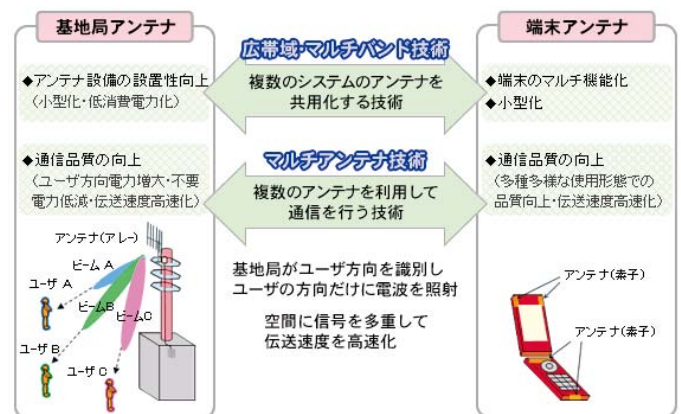 基地局アンテナ
◆アンテナ設備の設置性向上
（小型化・低消費電力化）
◆通信品質の向上
（ユーザ方向電力増大・不要
電力低減・伝送速度高速化）
アンテナ(アレー)
ビーム A
ユーザ A
ビームB
ビームC
ユーザ B
ユーザ C
広帯域・マルチバンド技術
複数のシステムのアンテナを
共用化する技術
マルチアンテナ技術
複数のアンテナを利用して
通信を行う技術
基地局がユーザ方向を識別し
ユーザの方向だけに電波を照射
空間に信号を多重して
伝送速度を高速化
端末アンテナ
◆端末のマルチ機能化
◆小型化
◆通信品質の向上
（多種多様な使用形態での
品質向上・伝送速度高速化）
アンテナ(素子)
アンテナ(素子)